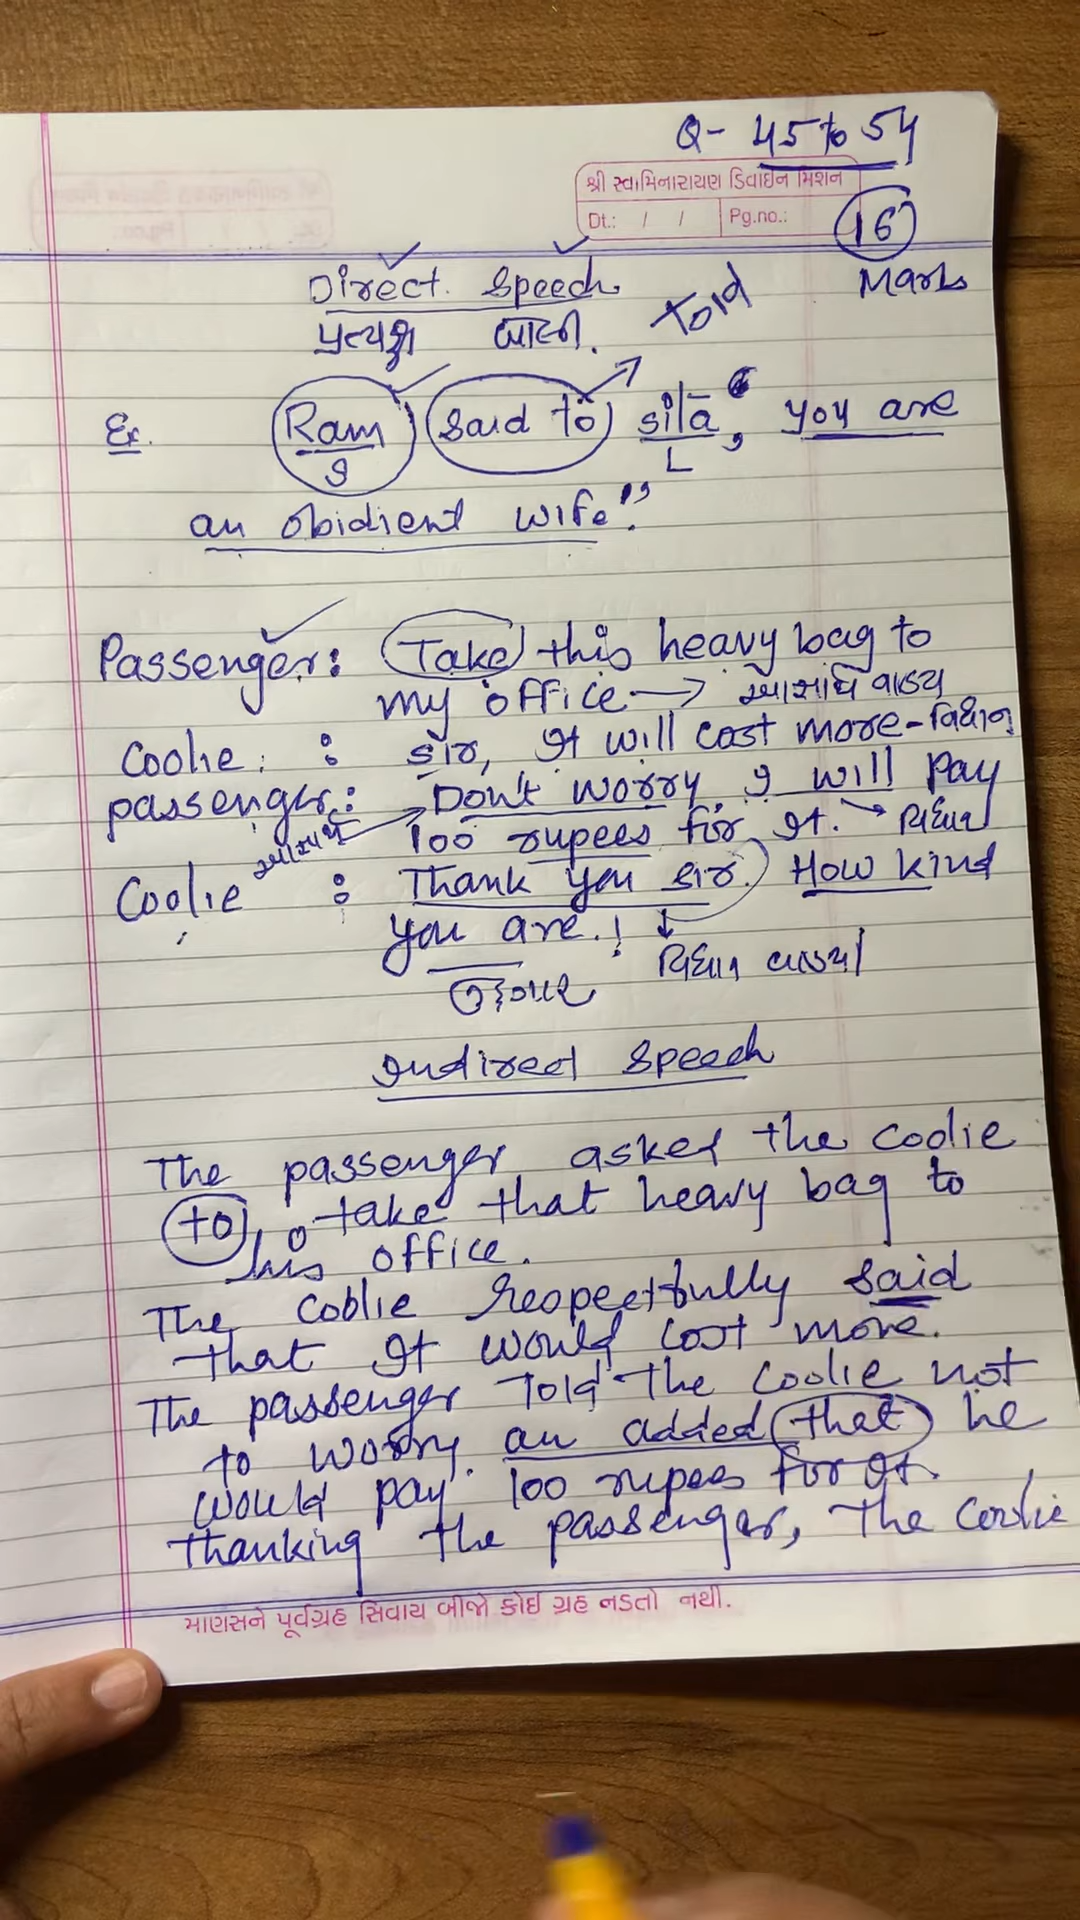 Q- 45 to 54
શ્રી સ્વામિનારાયણ ડિવાઇન મિશન
Dt.: / / Pg.no.:
16
Marks
Direct Speech
પ્રત્યક્ષ
Told
Ex. Ram said to sita, you are
S L
an obidient wife."
Passenger: Take this heavy bag to
my office →
Coolie : sir, It will cost more - વિધાન
passenger: Don't worry I will pay
100 rupees for It. → વિધાન
Coolie : Thank you sir. How kind
you are.! વિધાન વાક્ય
ઉદ્દગાર
Indirect Speech
The passenger asked the coolie
to take that heavy bag to
his office.
The coolie respectfully said
that It would cost more.
The passenger Told the coolie not
to worry an added that he
would pay 100 rupees for It.
thanking the passenger, The coolie
માણસને પૂર્વગ્રહ સિવાય બીજો કોઇ ગ્રહ નડતો નથી.